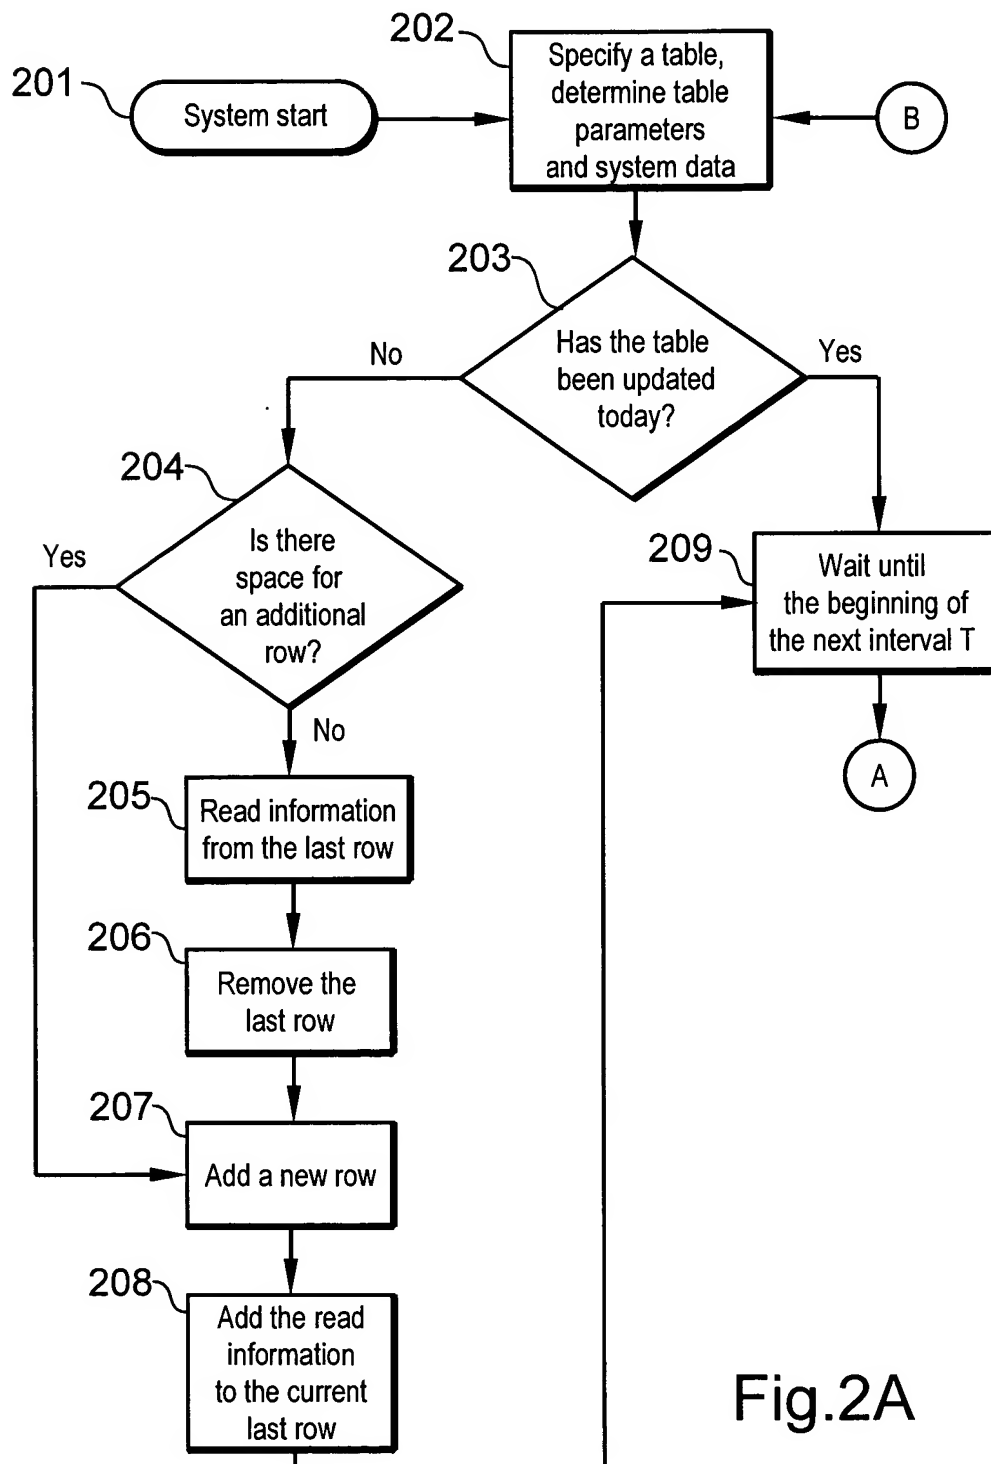 202
Specify a table,
determine table
parameters
and system data
201
System start
B
203
Has the table
been updated
today?
No
Yes
204
Is there
space for
an additional
row?
Yes
No
209
Wait until
the beginning of
the next interval T
A
205
Read information
from the last row
206
Remove the
last row
207
Add a new row
208
Add the read
information
to the current
last row
Fig.2A